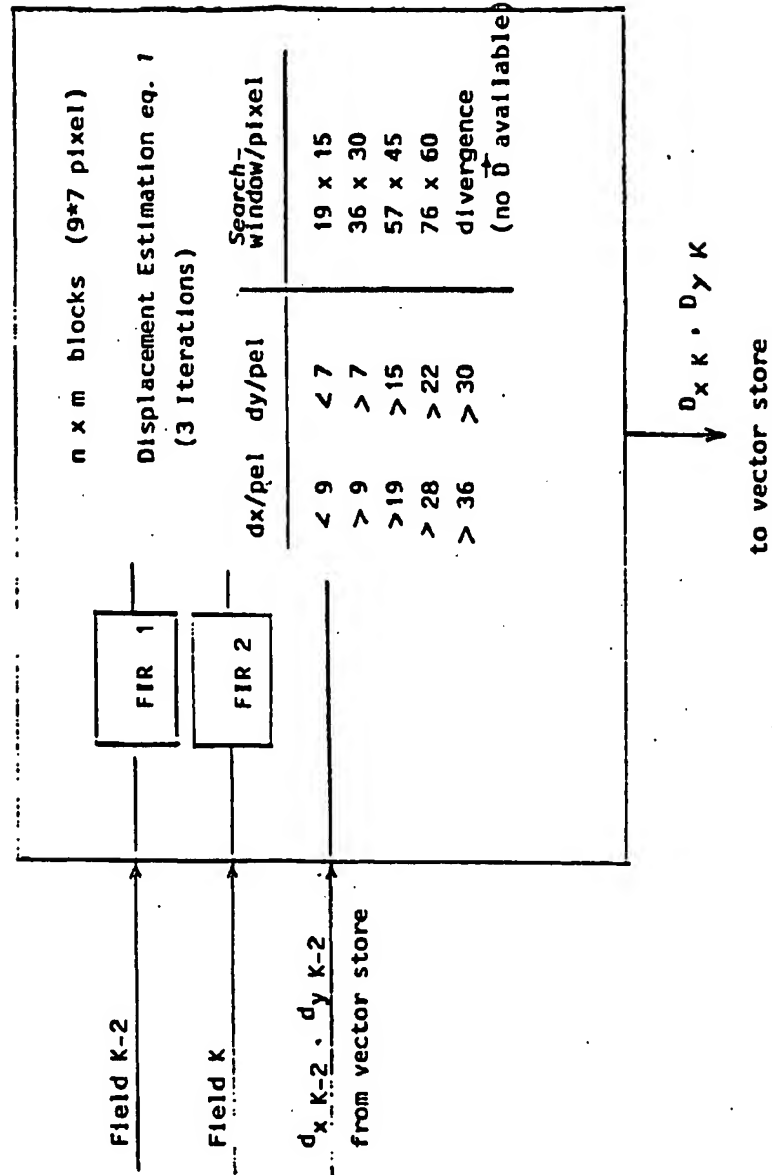 n x m blocks (9*7 pixel)
Displacement Estimation eq. 1
(3 Iterations)
FIR 1
FIR 2
Field K-2
Field K
d x K-2 , d y K-2
from vector store
dx/pel dy/pel Search-
window/pixel
< 9 < 7 19 x 15
> 9 > 7 36 x 30
>19 >15 57 x 45
> 28 > 22 76 x 60
> 36 > 30 divergence
(no D available)
D x K , D y K
to vector store